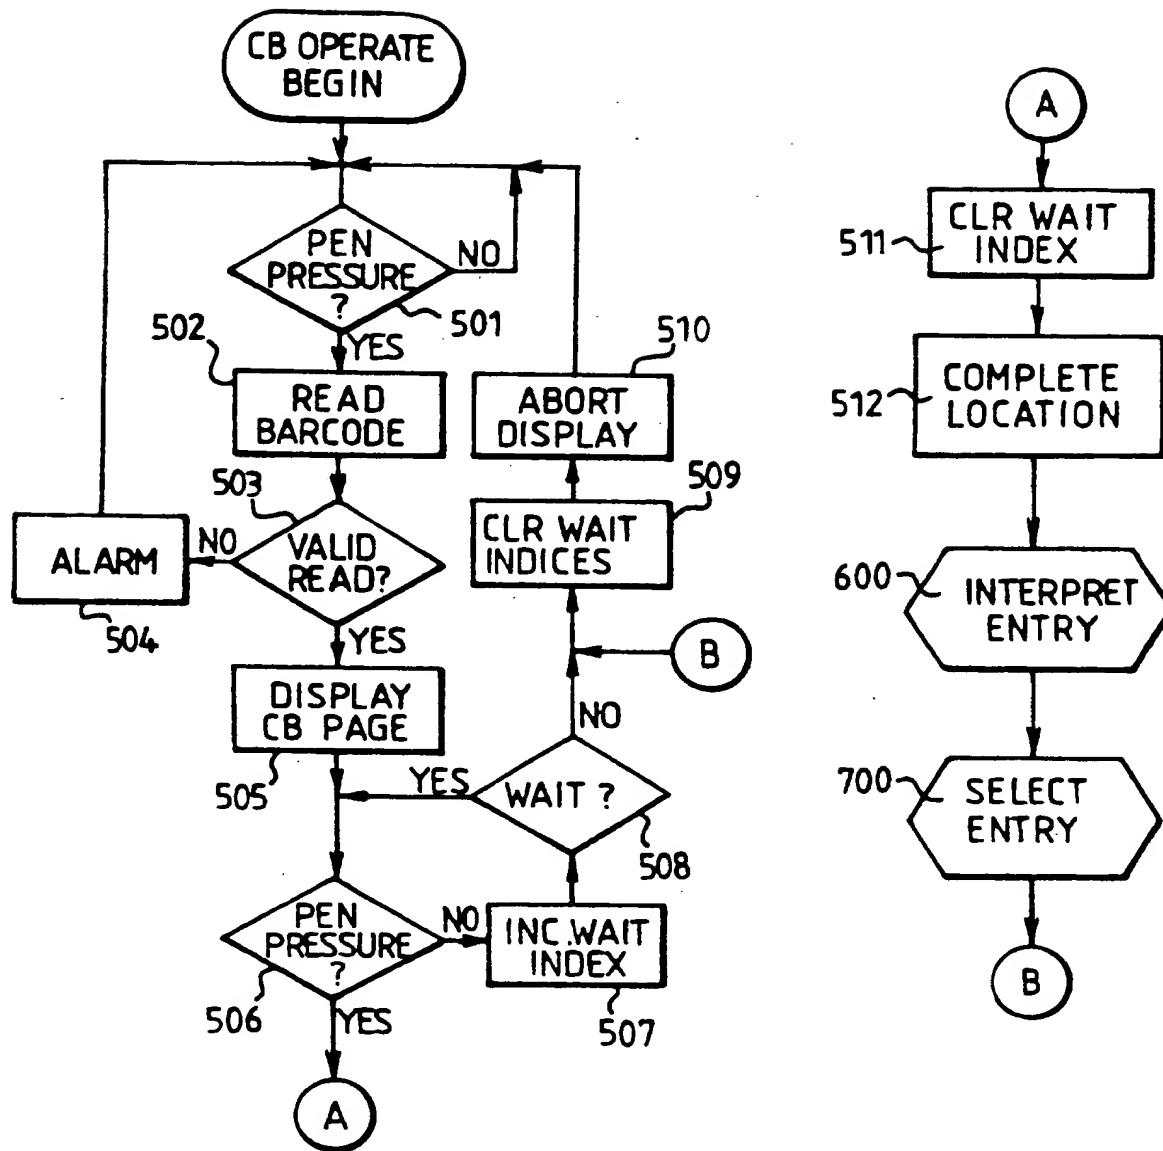 CB OPERATE
BEGIN
PEN
PRESSURE
?
NO
501
YES
502
READ
BARCODE
503
VALID
READ?
NO
ALARM
504
YES
DISPLAY
CB PAGE
505
PEN
PRESSURE
?
506
NO
YES
A
INC. WAIT
INDEX
507
WAIT ?
508
YES
NO
B
CLR WAIT
INDICES
509
ABORT
DISPLAY
510
A
CLR WAIT
INDEX
511
COMPLETE
LOCATION
512
INTERPRET
ENTRY
600
SELECT
ENTRY
700
B